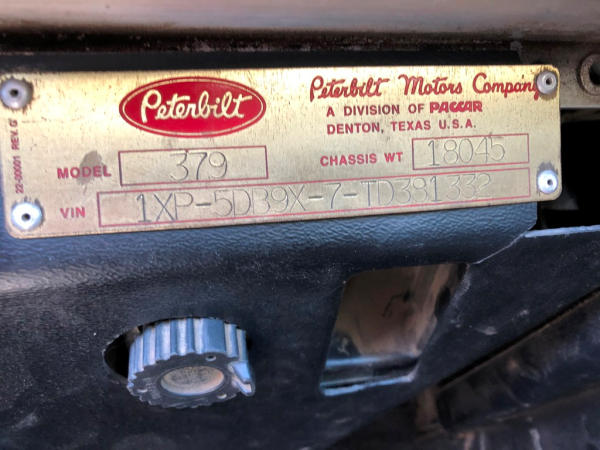 Peterbilt
Peterbilt Motors Company
A DIVISION OF PACCAR
DENTON, TEXAS U.S.A.
22-00001 REV. G
MODEL 379 CHASSIS WT 18045
VIN 1XP-5DB9X-7-TD381332